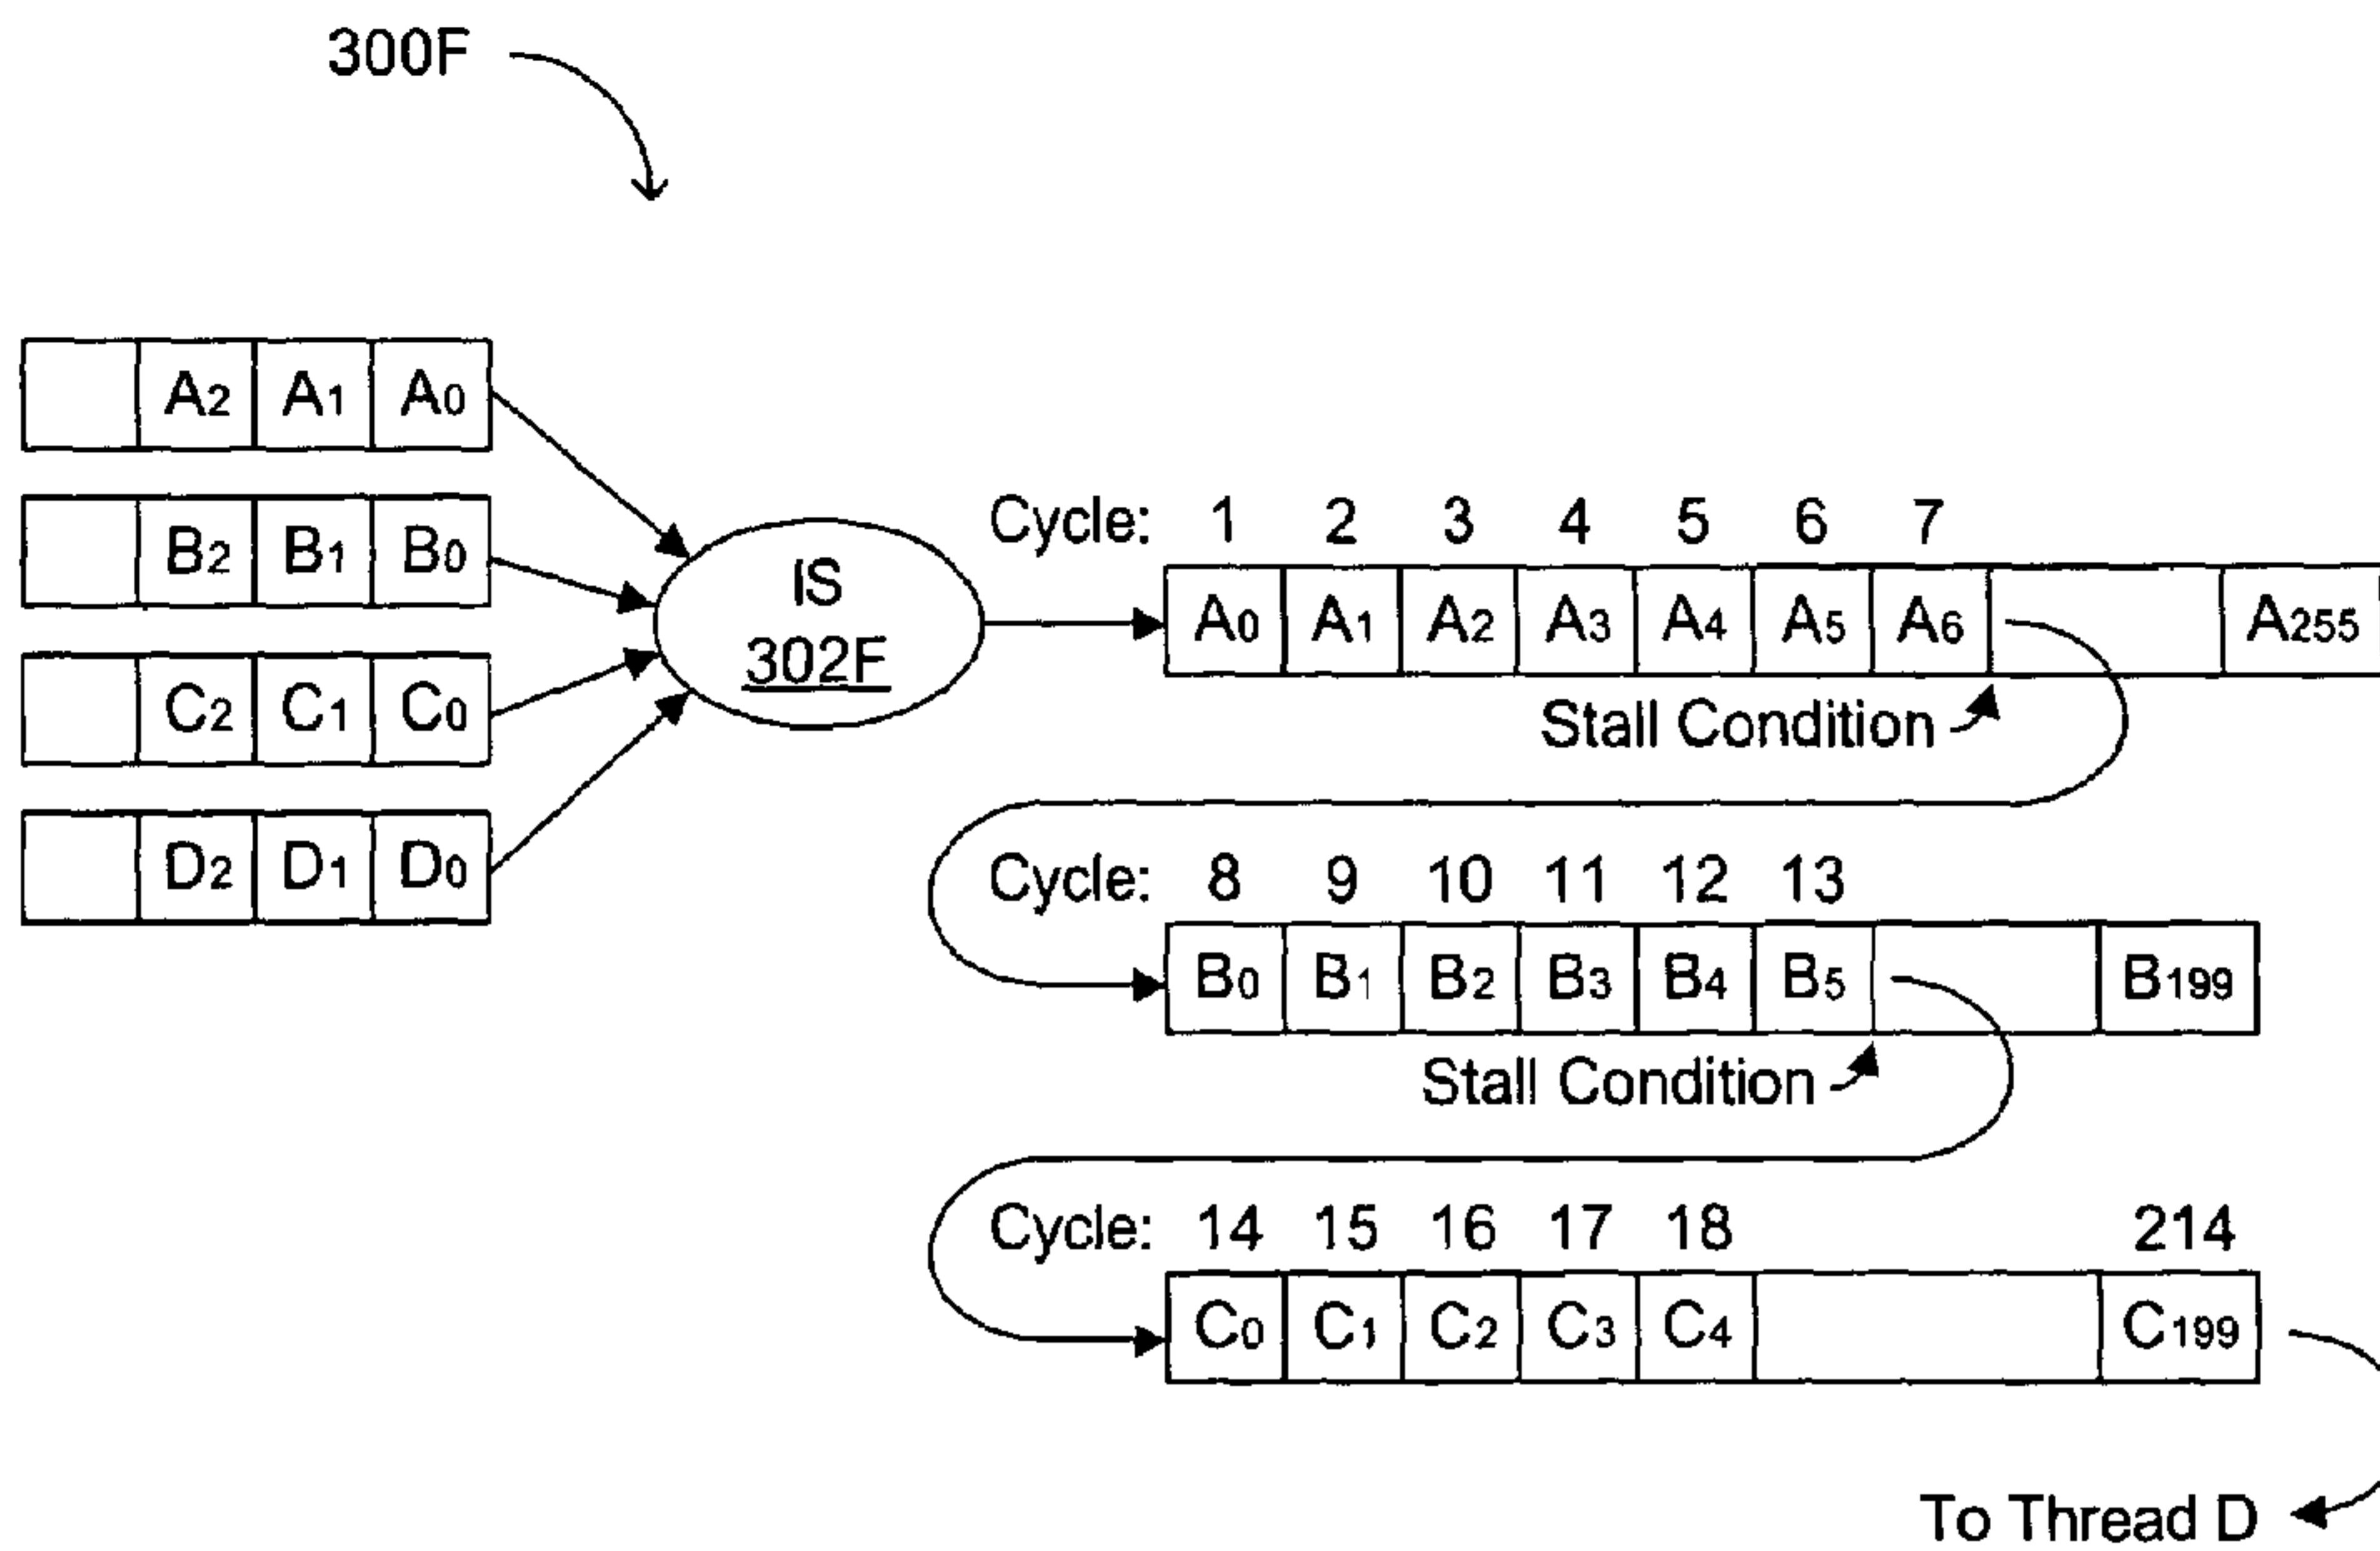 300F
A2 A1 A0
B2 B1 B0
C2 C1 C0
D2 D1 D0
IS
302F
Cycle: 1 2 3 4 5 6 7
A0 A1 A2 A3 A4 A5 A6 A255
Stall Condition
Cycle: 8 9 10 11 12 13
B0 B1 B2 B3 B4 B5 B199
Stall Condition
Cycle: 14 15 16 17 18 214
C0 C1 C2 C3 C4 C199
To Thread D